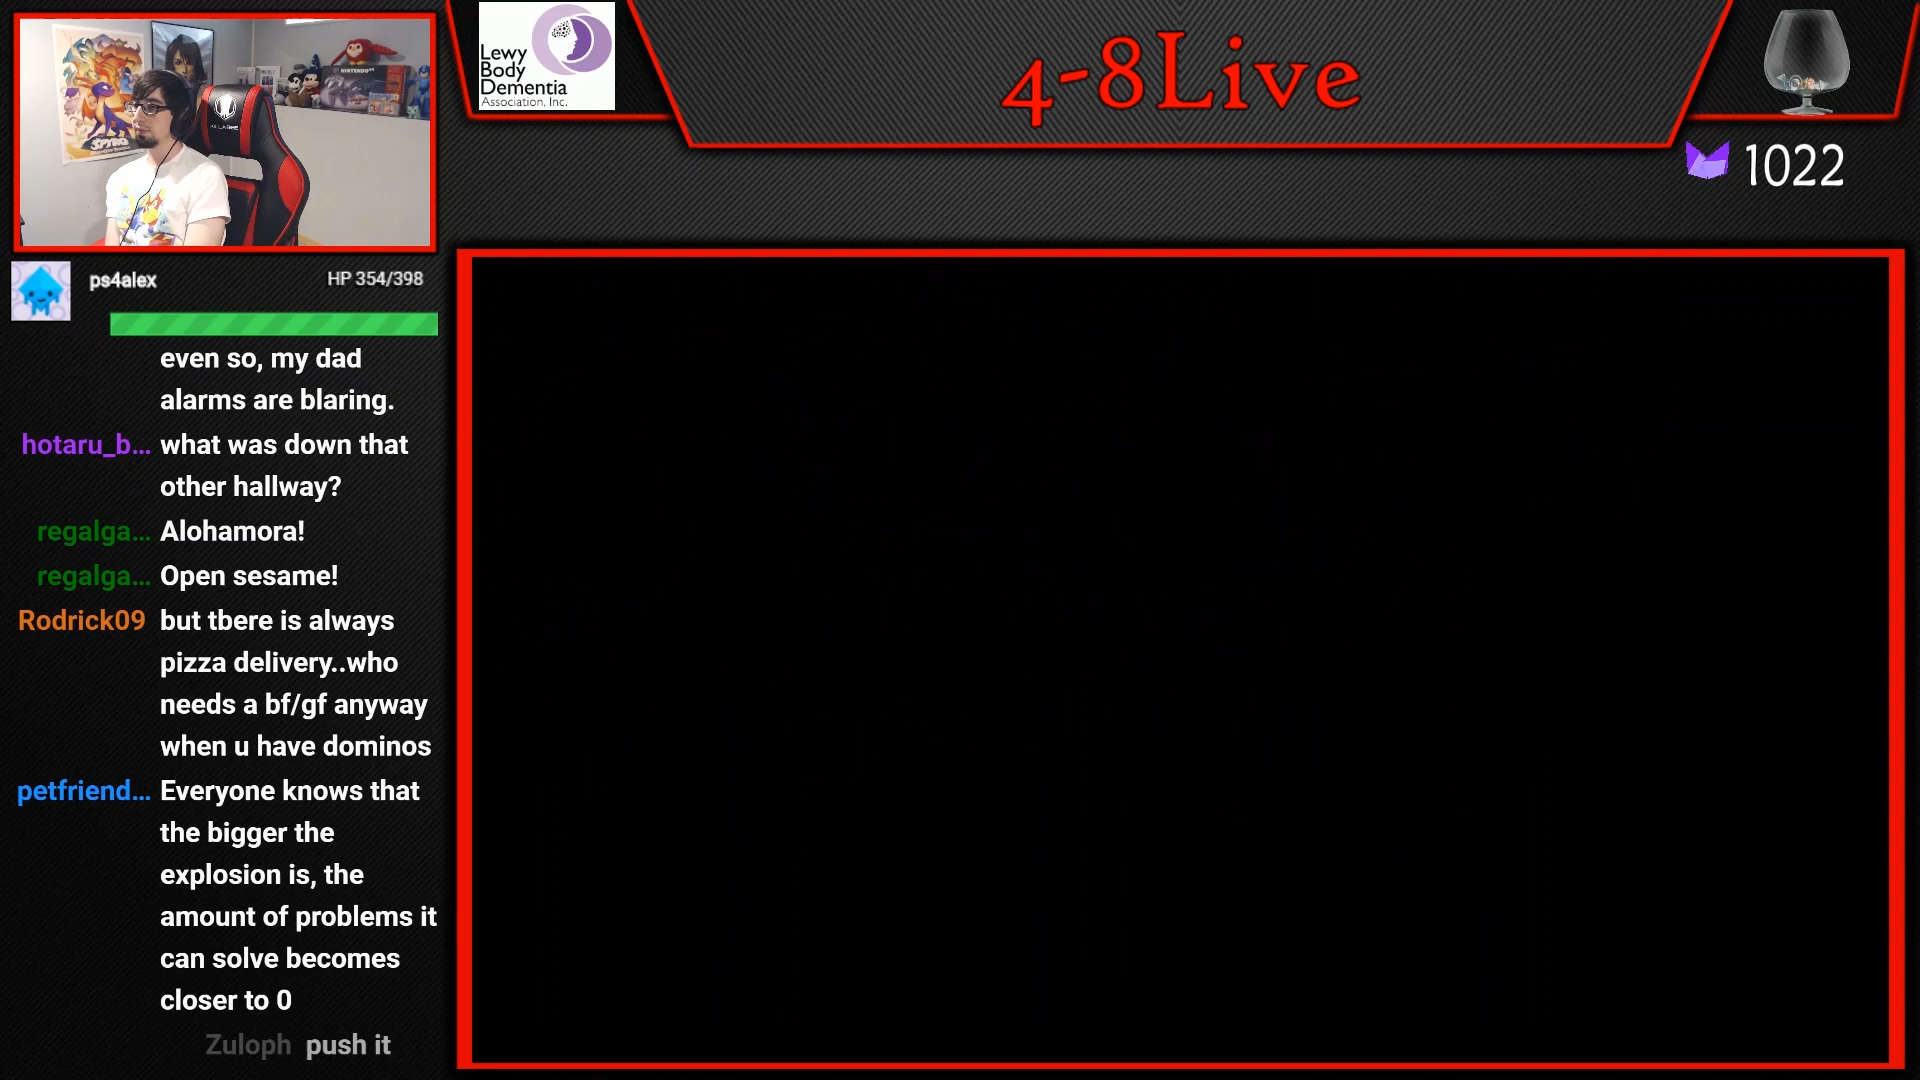 Lewy
Body
Dementia
Association, Inc.
4-8Live
1022
SPYRO
NINTENDO
ps4alex HP 354/398
even so, my dad
alarms are blaring.
hotaru_b... what was down that
other hallway?
regalga... Alohamora!
regalga... Open sesame!
Rodrick09 but tbere is always
pizza delivery..who
needs a bf/gf anyway
when u have dominos
petfriend... Everyone knows that
the bigger the
explosion is, the
amount of problems it
can solve becomes
closer to 0
Zuloph push it